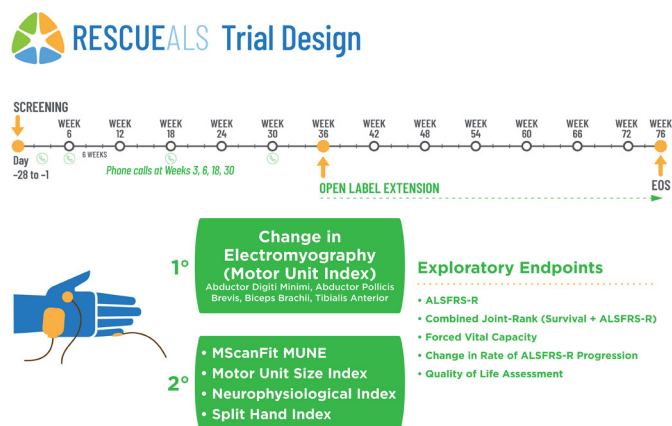 RESCUEALS Trial Design
SCREENING
WEEK 6
WEEK 12
WEEK 18
WEEK 24
WEEK 30
WEEK 36
WEEK 42
WEEK 48
WEEK 54
WEEK 60
WEEK 66
WEEK 72
WEEK 76
Day
-28 to -1
6 WEEKS
Phone calls at Weeks 3, 6, 18, 30
OPEN LABEL EXTENSION
EOS
1°
Change in
Electromyography
(Motor Unit Index)
Abductor Digiti Minimi, Abductor Pollicis
Brevis, Biceps Brachii, Tibialis Anterior
2°
• MScanFit MUNE
• Motor Unit Size Index
• Neurophysiological Index
• Split Hand Index
Exploratory Endpoints
• ALSFRS-R
• Combined Joint-Rank (Survival + ALSFRS-R)
• Forced Vital Capacity
• Change in Rate of ALSFRS-R Progression
• Quality of Life Assessment